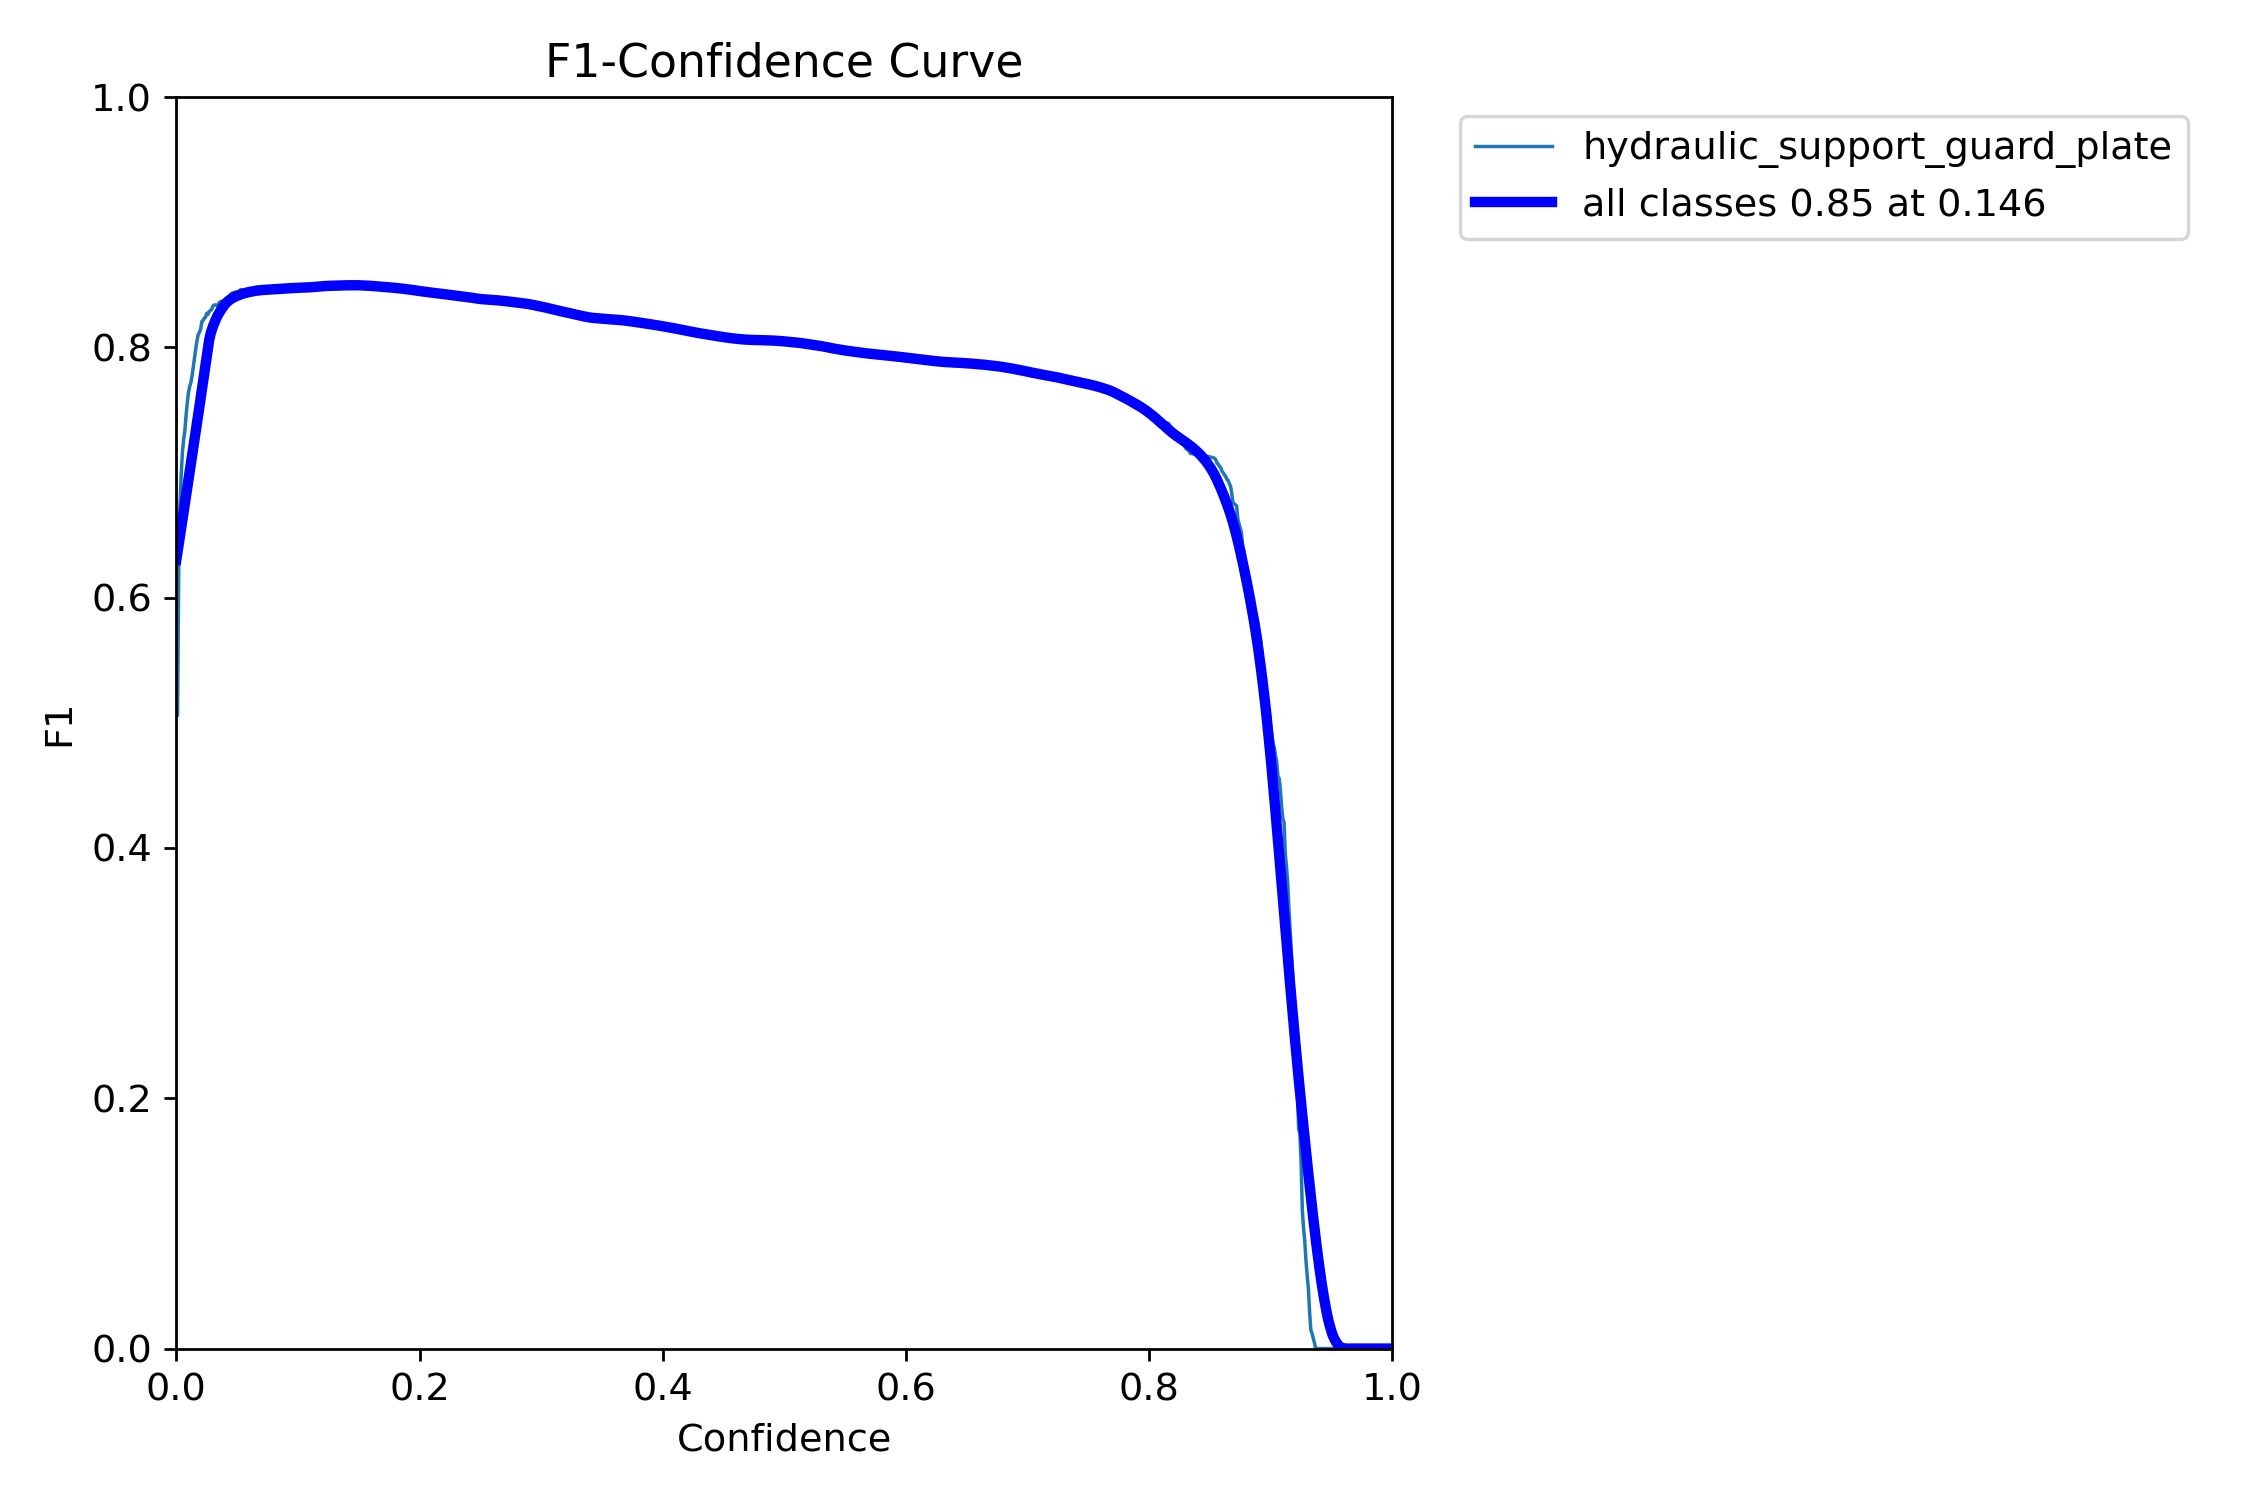 F1-Confidence Curve
hydraulic_support_guard_plate
all classes 0.85 at 0.146
1.0
0.8
0.6
0.4
0.2
0.0
F1
0.0 0.2 0.4 0.6 0.8 1.0
Confidence